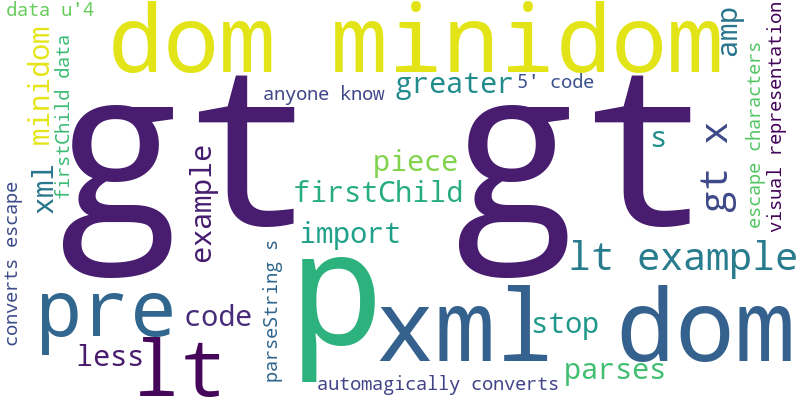 data u'4
dom minidom
amp
minidom
firstChild data
anyone know
greater
5' code
escape characters
visual representation
gt gt
s
gt x
xml
example
piece
firstChild
converts escape
import
parseString s
p
lt example
pre
code
xml dom
stop
less
lt
parses
automagically converts